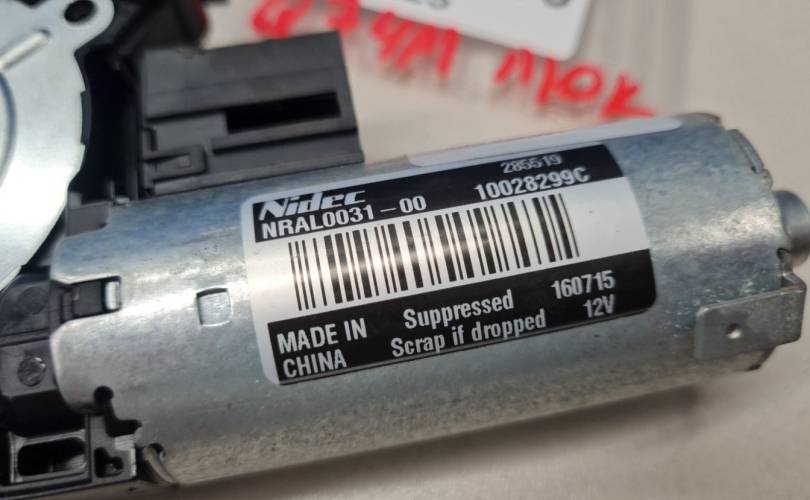 Nidec
285519
NRAL0031-00
10028299C
MADE IN
CHINA
Suppressed
160715
Scrap if dropped
12V